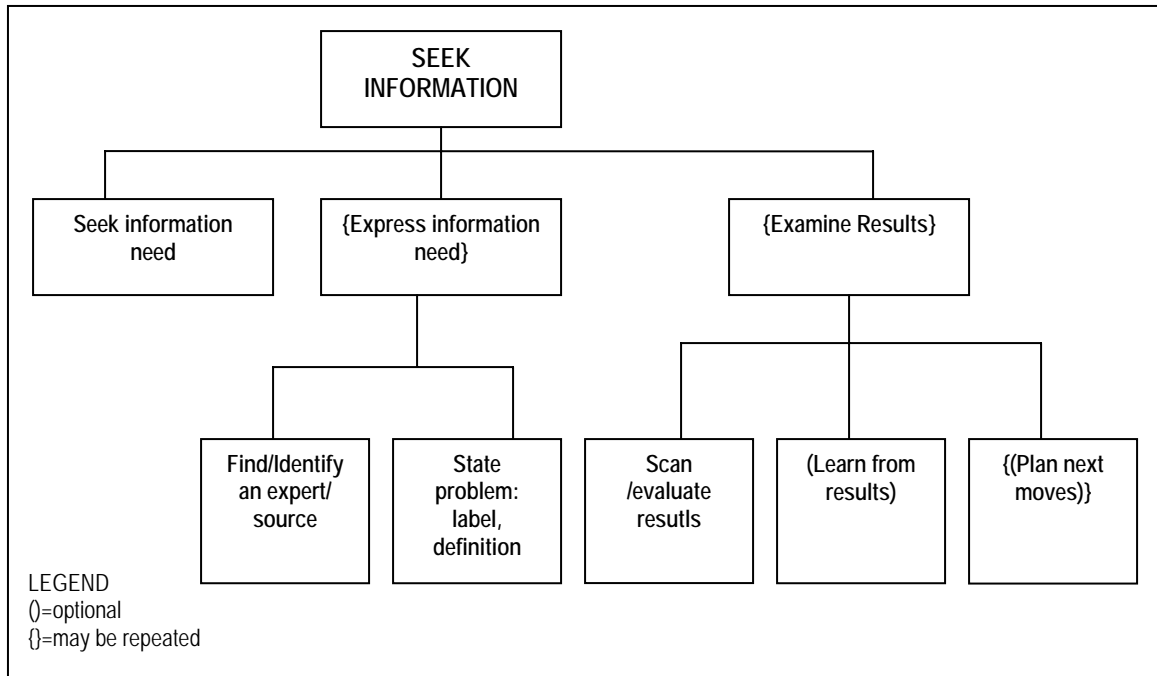 SEEK
INFORMATION
Seek information
need
{Express information
need}
{Examine Results}
Find/Identify
an expert/
source
State
problem:
label,
definition
Scan
/evaluate
resutls
(Learn from
results)
{(Plan next
moves)}
LEGEND
()=optional
{}=may be repeated